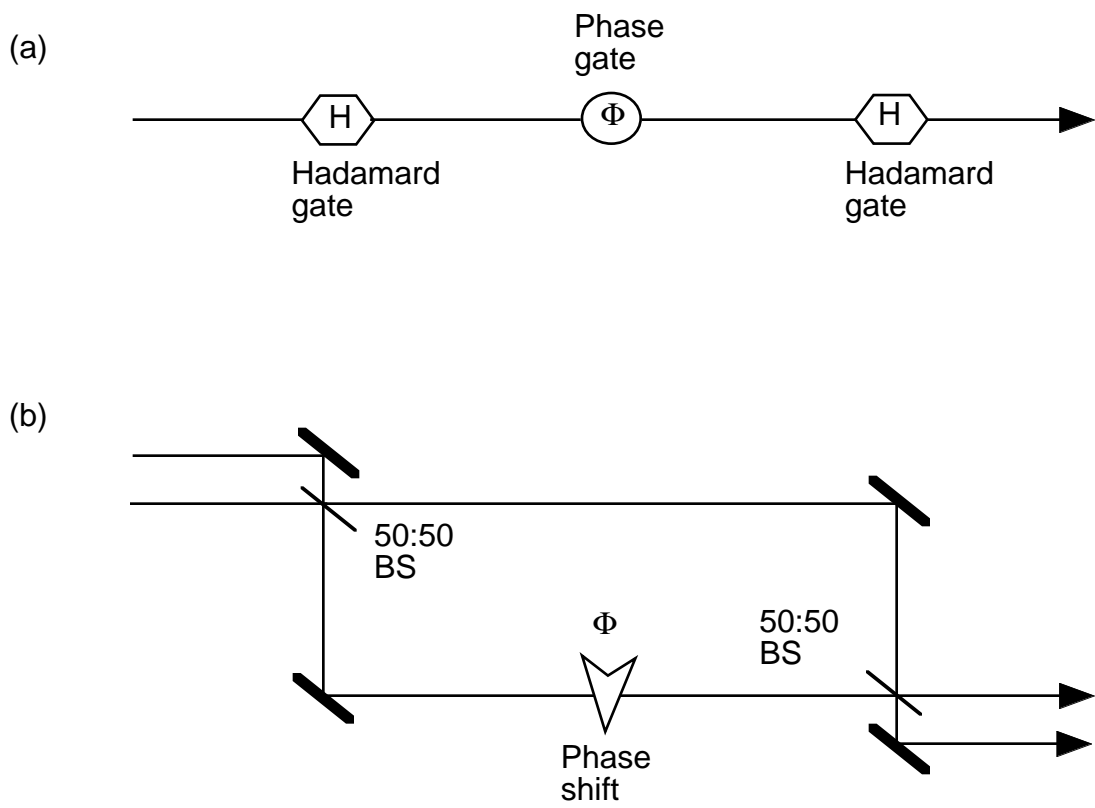 (a)
Phase
gate
H
Φ
H
Hadamard
gate
Hadamard
gate
(b)
50:50
BS
Φ
50:50
BS
Phase
shift